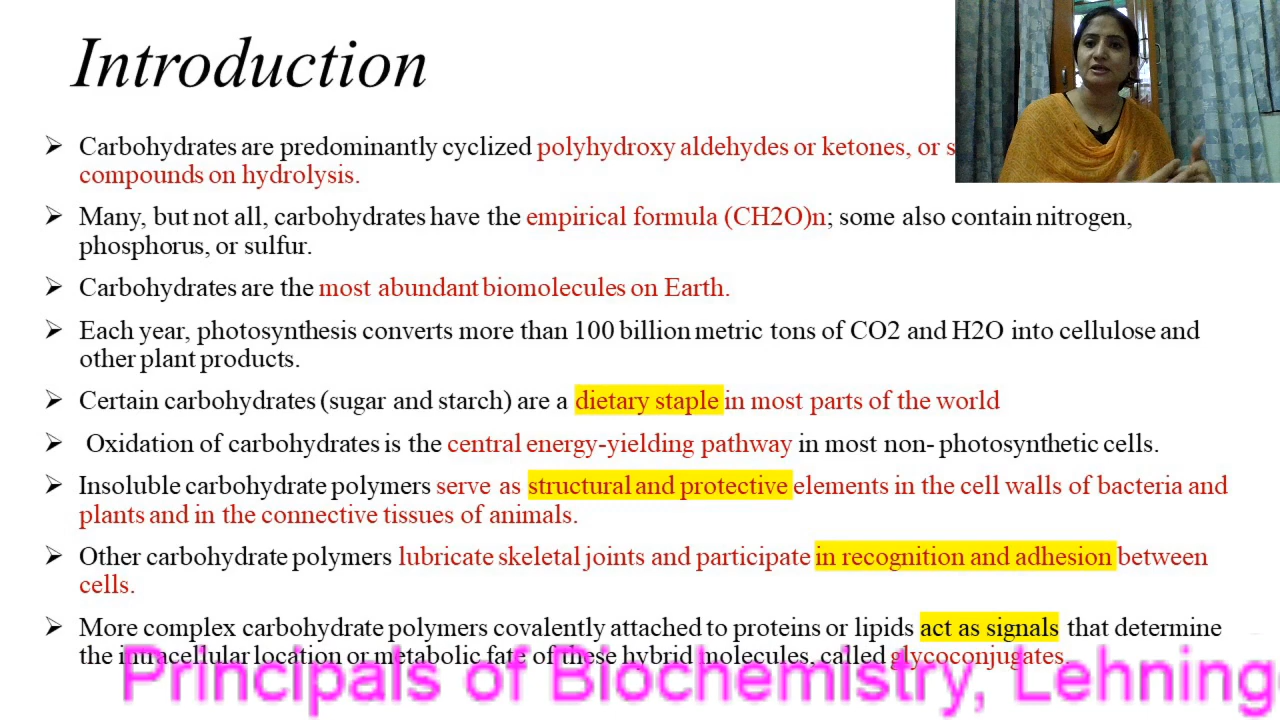 Introduction
Carbohydrates are predominantly cyclized polyhydroxy aldehydes or ketones, or s
compounds on hydrolysis.
Many, but not all, carbohydrates have the empirical formula (CH2O)n; some also contain nitrogen,
phosphorus, or sulfur.
Carbohydrates are the most abundant biomolecules on Earth.
Each year, photosynthesis converts more than 100 billion metric tons of CO2 and H2O into cellulose and
other plant products.
Certain carbohydrates (sugar and starch) are a dietary staple in most parts of the world
Oxidation of carbohydrates is the central energy-yielding pathway in most non- photosynthetic cells.
Insoluble carbohydrate polymers serve as structural and protective elements in the cell walls of bacteria and
plants and in the connective tissues of animals.
Other carbohydrate polymers lubricate skeletal joints and participate in recognition and adhesion between
cells.
More complex carbohydrate polymers covalently attached to proteins or lipids act as signals that determine
the intracellular location or metabolic fate of these hybrid molecules, called glycoconjugates.
Principals of Biochemistry, Lehning